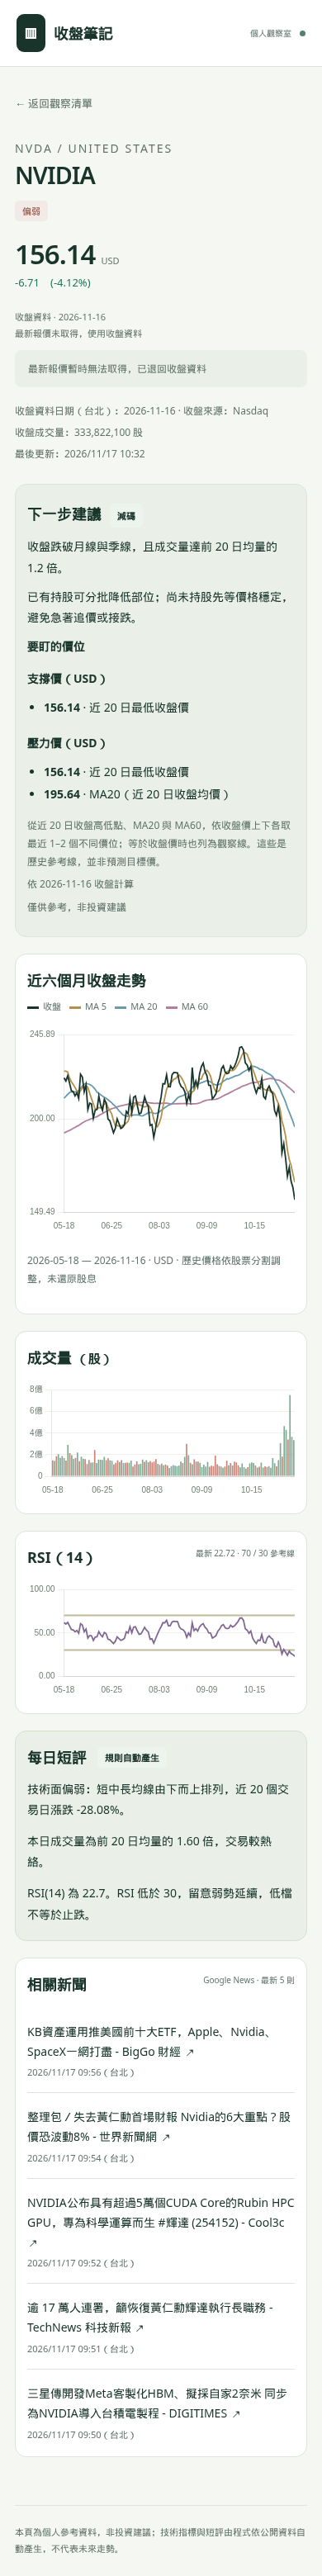 收盤筆記
個人觀察室
← 返回觀察清單
NVDA / UNITED STATES
NVIDIA
偏弱
156.14 USD
-6.71 (-4.12%)
收盤資料 · 2026-11-16
最新報價未取得，使用收盤資料
最新報價暫時無法取得，已退回收盤資料
收盤資料日期（台北）：2026-11-16 · 收盤來源：Nasdaq
收盤成交量：333,822,100 股
最後更新：2026/11/17 10:32
下一步建議 減碼
收盤跌破月線與季線，且成交量達前 20 日均量的
1.2 倍。
已有持股可分批降低部位；尚未持股先等價格穩定，
避免急著追價或接跌。
要盯的價位
支撐價（USD）
• 156.14 · 近 20 日最低收盤價
壓力價（USD）
• 156.14 · 近 20 日最低收盤價
• 195.64 · MA20（近 20 日收盤均價）
從近 20 日收盤高低點、MA20 與 MA60，依收盤價上下各取
最近 1–2 個不同價位；等於收盤價時也列為觀察線。這些是
歷史參考線，並非預測目標價。
依 2026-11-16 收盤計算
僅供參考，非投資建議
近六個月收盤走勢
收盤 MA 5 MA 20 MA 60
245.89
200.00
149.49
05-18 06-25 08-03 09-09 10-15
2026-05-18 — 2026-11-16 · USD · 歷史價格依股票分割調
整，未還原股息
成交量（股）
8億
6億
4億
2億
0
05-18 06-25 08-03 09-09 10-15
RSI（14）
最新 22.72 · 70 / 30 參考線
100.00
50.00
0.00
05-18 06-25 08-03 09-09 10-15
每日短評 規則自動產生
技術面偏弱：短中長均線由下而上排列，近 20 個交
易日漲跌 -28.08%。
本日成交量為前 20 日均量的 1.60 倍，交易較熱
絡。
RSI(14) 為 22.7。RSI 低於 30，留意弱勢延續，低檔
不等於止跌。
相關新聞
Google News · 最新 5 則
KB資產運用推美國前十大ETF，Apple、Nvidia、
SpaceX一網打盡 - BigGo 財經 ↗
2026/11/17 09:56（台北）
整理包／失去黃仁勳首場財報 Nvidia的6大重點？股
價恐波動8% - 世界新聞網 ↗
2026/11/17 09:54（台北）
NVIDIA公布具有超過5萬個CUDA Core的Rubin HPC
GPU，專為科學運算而生 #輝達 (254152) - Cool3c
↗
2026/11/17 09:52（台北）
逾 17 萬人連署，籲恢復黃仁勳輝達執行長職務 -
TechNews 科技新報 ↗
2026/11/17 09:51（台北）
三星傳開發Meta客製化HBM、擬採自家2奈米 同步
為NVIDIA導入台積電製程 - DIGITIMES ↗
2026/11/17 09:50（台北）
本頁為個人參考資料，非投資建議；技術指標與短評由程式依公開資料自
動產生，不代表未來走勢。